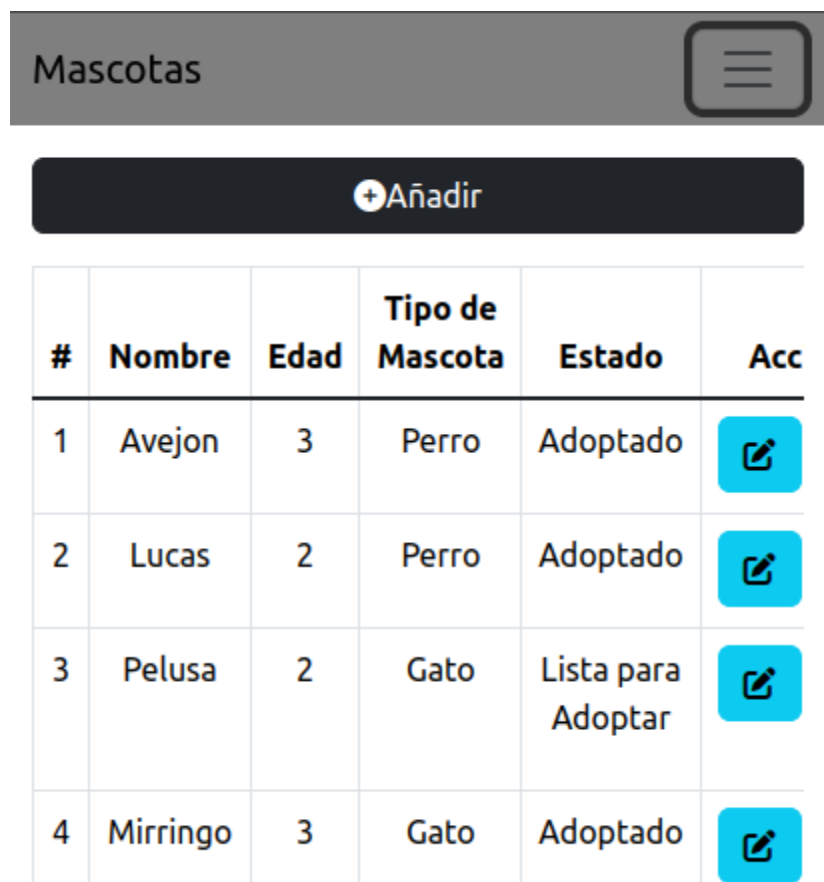 Mascotas
Añadir
# Nombre Edad Tipo de Mascota Estado Acc
1 Avejon 3 Perro Adoptado
2 Lucas 2 Perro Adoptado
3 Pelusa 2 Gato Lista para Adoptar
4 Mirringo 3 Gato Adoptado